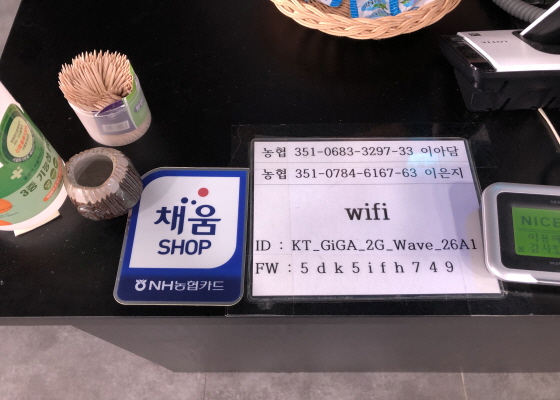 농협 351-0683-3297-33 이아담
농협 351-0784-6167-63 이은지
wifi
ID : KT_GiGA_2G_Wave_26A1
FW : 5dk5ifh749
채움
SHOP
NH농협카드
NICE